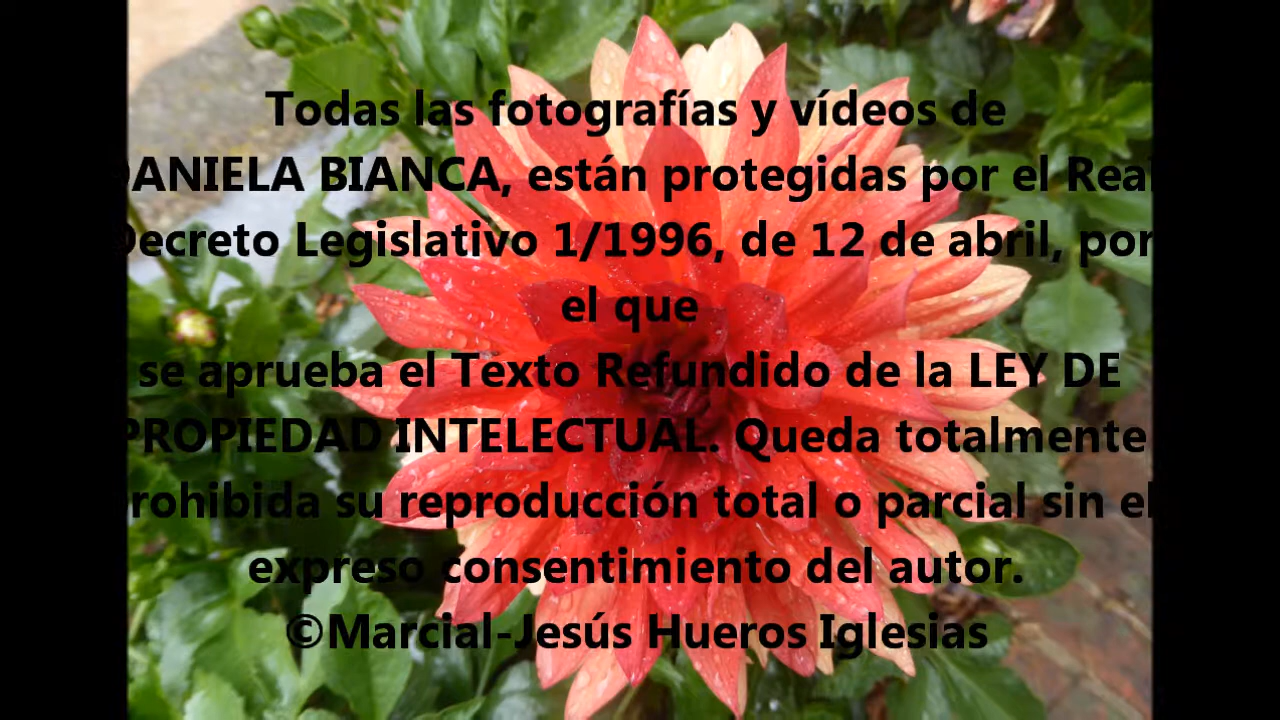 Todas las fotografías y vídeos de
DANIELA BIANCA, están protegidas por el Real
Decreto Legislativo 1/1996, de 12 de abril, por
el que
se aprueba el Texto Refundido de la LEY DE
PROPIEDAD INTELECTUAL. Queda totalmente
rohibida su reproducción total o parcial sin el
expreso consentimiento del autor.
©Marcial-Jesús Hueros Iglesias